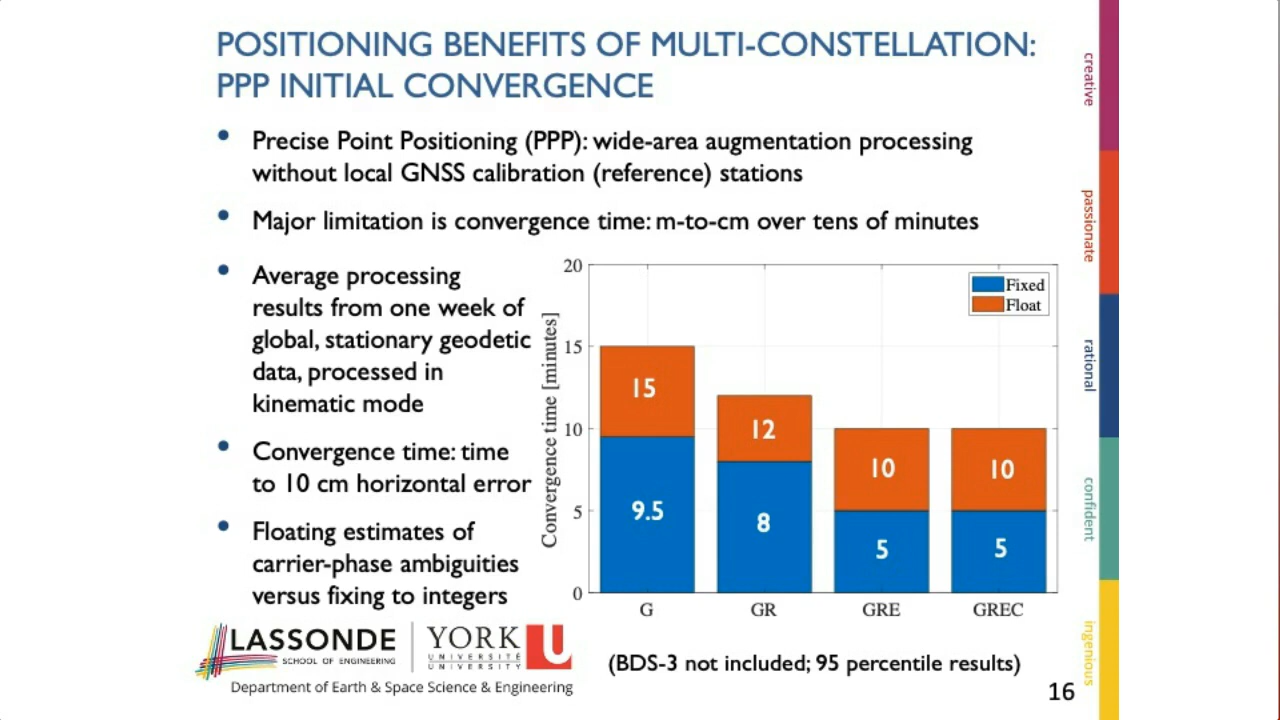 POSITIONING BENEFITS OF MULTI-CONSTELLATION:
PPP INITIAL CONVERGENCE
• Precise Point Positioning (PPP): wide-area augmentation processing
without local GNSS calibration (reference) stations
• Major limitation is convergence time: m-to-cm over tens of minutes
• Average processing
results from one week of
global, stationary geodetic
data, processed in
kinematic mode
• Convergence time: time
to 10 cm horizontal error
• Floating estimates of
carrier-phase ambiguities
versus fixing to integers
Convergence time [minutes]
20
15
10
5
0
Fixed
Float
15
12
10
10
9.5
8
5
5
G
GR
GRE
GREC
(BDS-3 not included; 95 percentile results)
LASSONDE
SCHOOL OF ENGINEERING
YORK U
UNIVERSITÉ
UNIVERSITY
Department of Earth & Space Science & Engineering
16
creative
passionate
rational
confident
ingenious